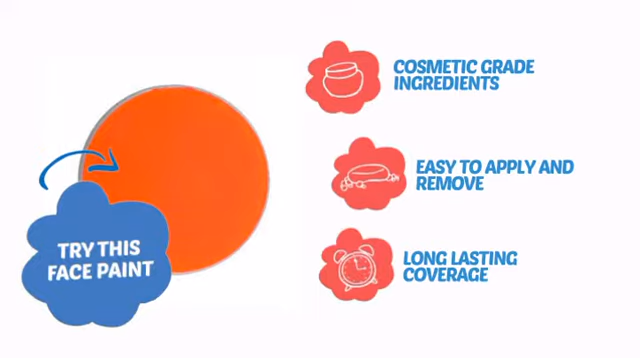 COSMETIC GRADE
INGREDIENTS
EASY TO APPLY AND
REMOVE
LONG LASTING
COVERAGE
TRY THIS
FACE PAINT